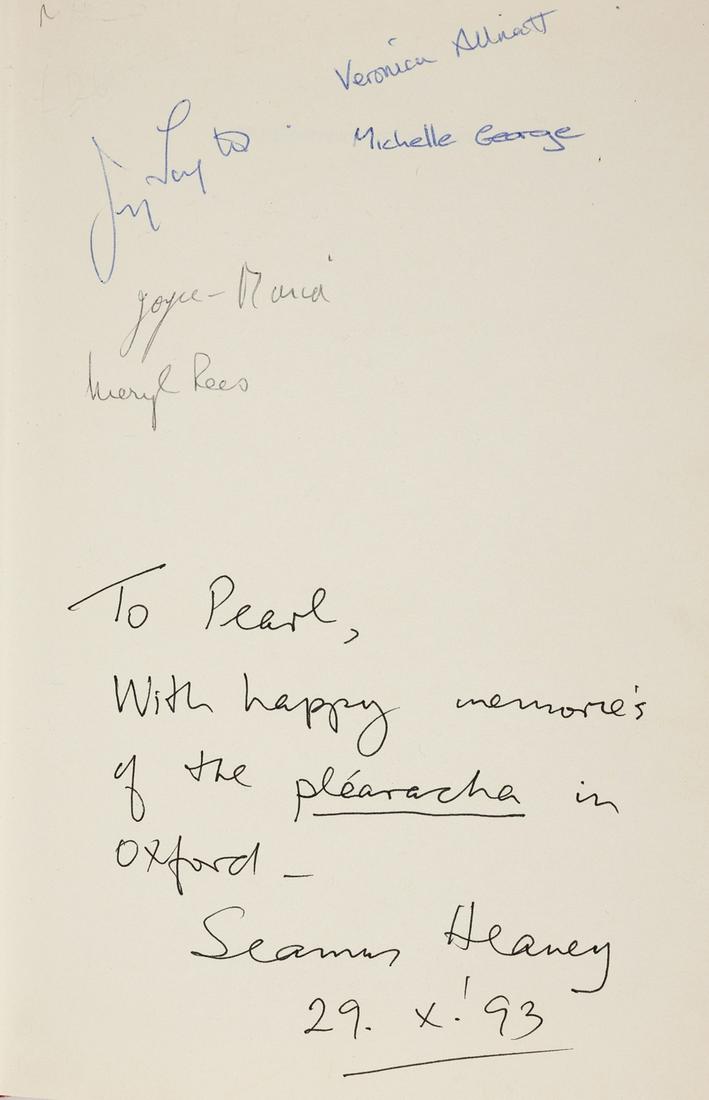 Veronica Allnatt
Michelle George
Joyce-Maria
Meryl Rees
To Pearl,
With happy memories
of the pléaracha in
Oxford –
Seamus Heaney
29. x. '93